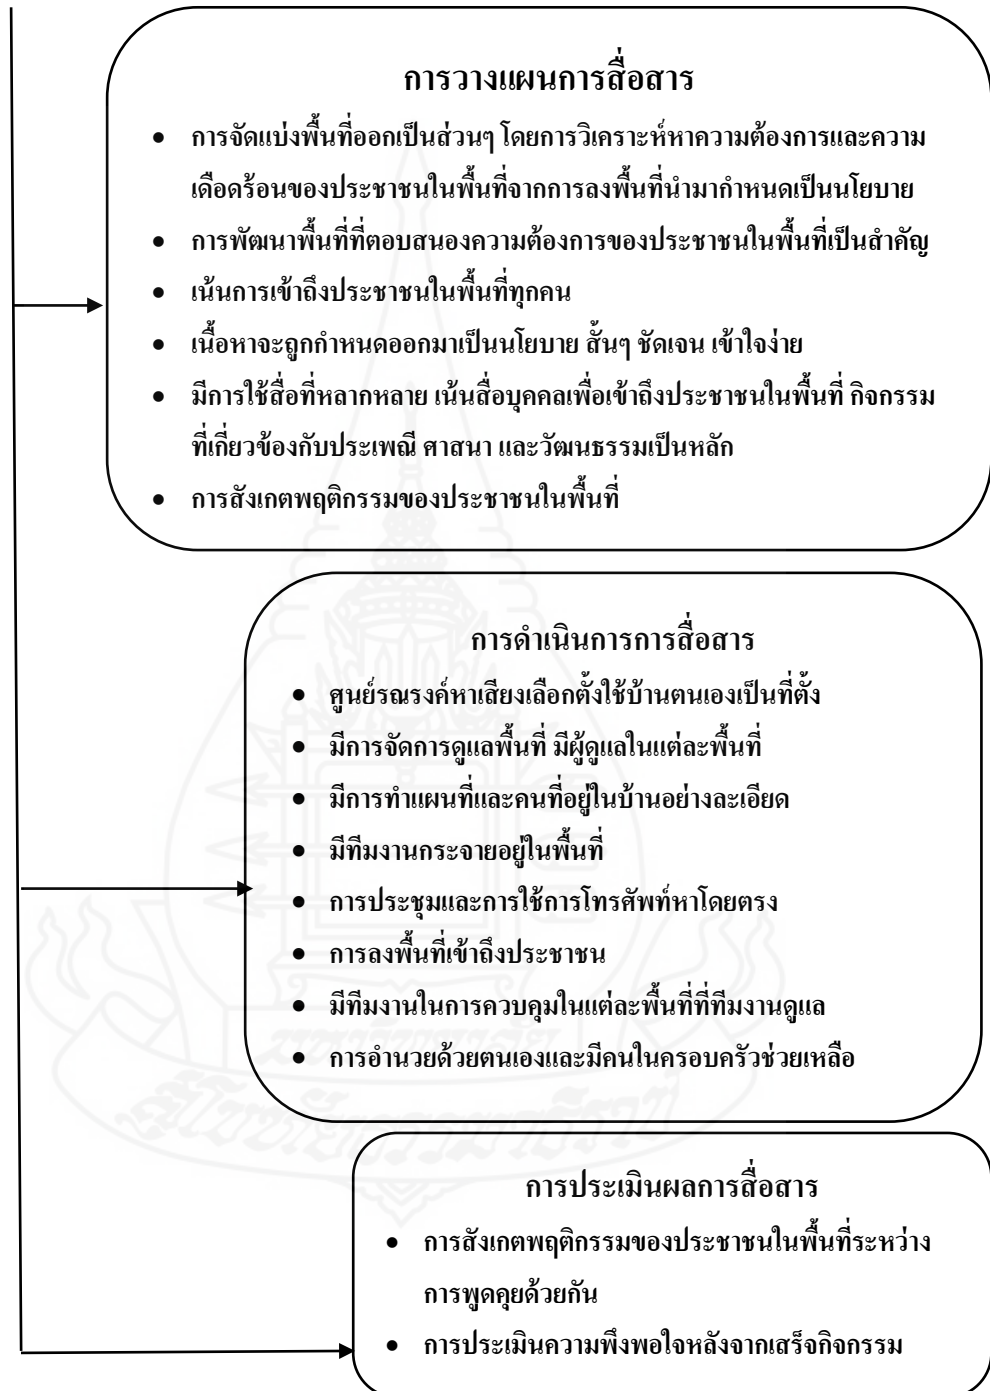 การวางแผนการสื่อสาร
• การจัดแบ่งพื้นที่ออกเป็นส่วนๆ โดยการวิเคราะห์หาความต้องการและความ
เดือดร้อนของประชาชนในพื้นที่จากการลงพื้นที่นำมากำหนดเป็นนโยบาย
• การพัฒนาพื้นที่ที่ตอบสนองความต้องการของประชาชนในพื้นที่เป็นสำคัญ
• เน้นการเข้าถึงประชาชนในพื้นที่ทุกคน
• เนื้อหาจะถูกกำหนดออกมาเป็นนโยบาย สั้นๆ ชัดเจน เข้าใจง่าย
• มีการใช้สื่อที่หลากหลาย เน้นสื่อบุคคลเพื่อเข้าถึงประชาชนในพื้นที่ กิจกรรม
ที่เกี่ยวข้องกับประเพณี ศาสนา และวัฒนธรรมเป็นหลัก
• การสังเกตพฤติกรรมของประชาชนในพื้นที่
การดำเนินการการสื่อสาร
• ศูนย์รณรงค์หาเสียงเลือกตั้งใช้บ้านตนเองเป็นที่ตั้ง
• มีการจัดการดูแลพื้นที่ มีผู้ดูแลในแต่ละพื้นที่
• มีการทำแผนที่และคนที่อยู่ในบ้านอย่างละเอียด
• มีทีมงานกระจายอยู่ในพื้นที่
• การประชุมและการใช้การโทรศัพท์หาโดยตรง
• การลงพื้นที่เข้าถึงประชาชน
• มีทีมงานในการควบคุมในแต่ละพื้นที่ที่ทีมงานดูแล
• การอำนวยด้วยตนเองและมีคนในครอบครัวช่วยเหลือ
มหาวิทยาลัย
สุโขทัยธรรมาธิราช
การประเมินผลการสื่อสาร
• การสังเกตพฤติกรรมของประชาชนในพื้นที่ระหว่าง
การพูดคุยด้วยกัน
• การประเมินความพึงพอใจหลังจากเสร็จกิจกรรม